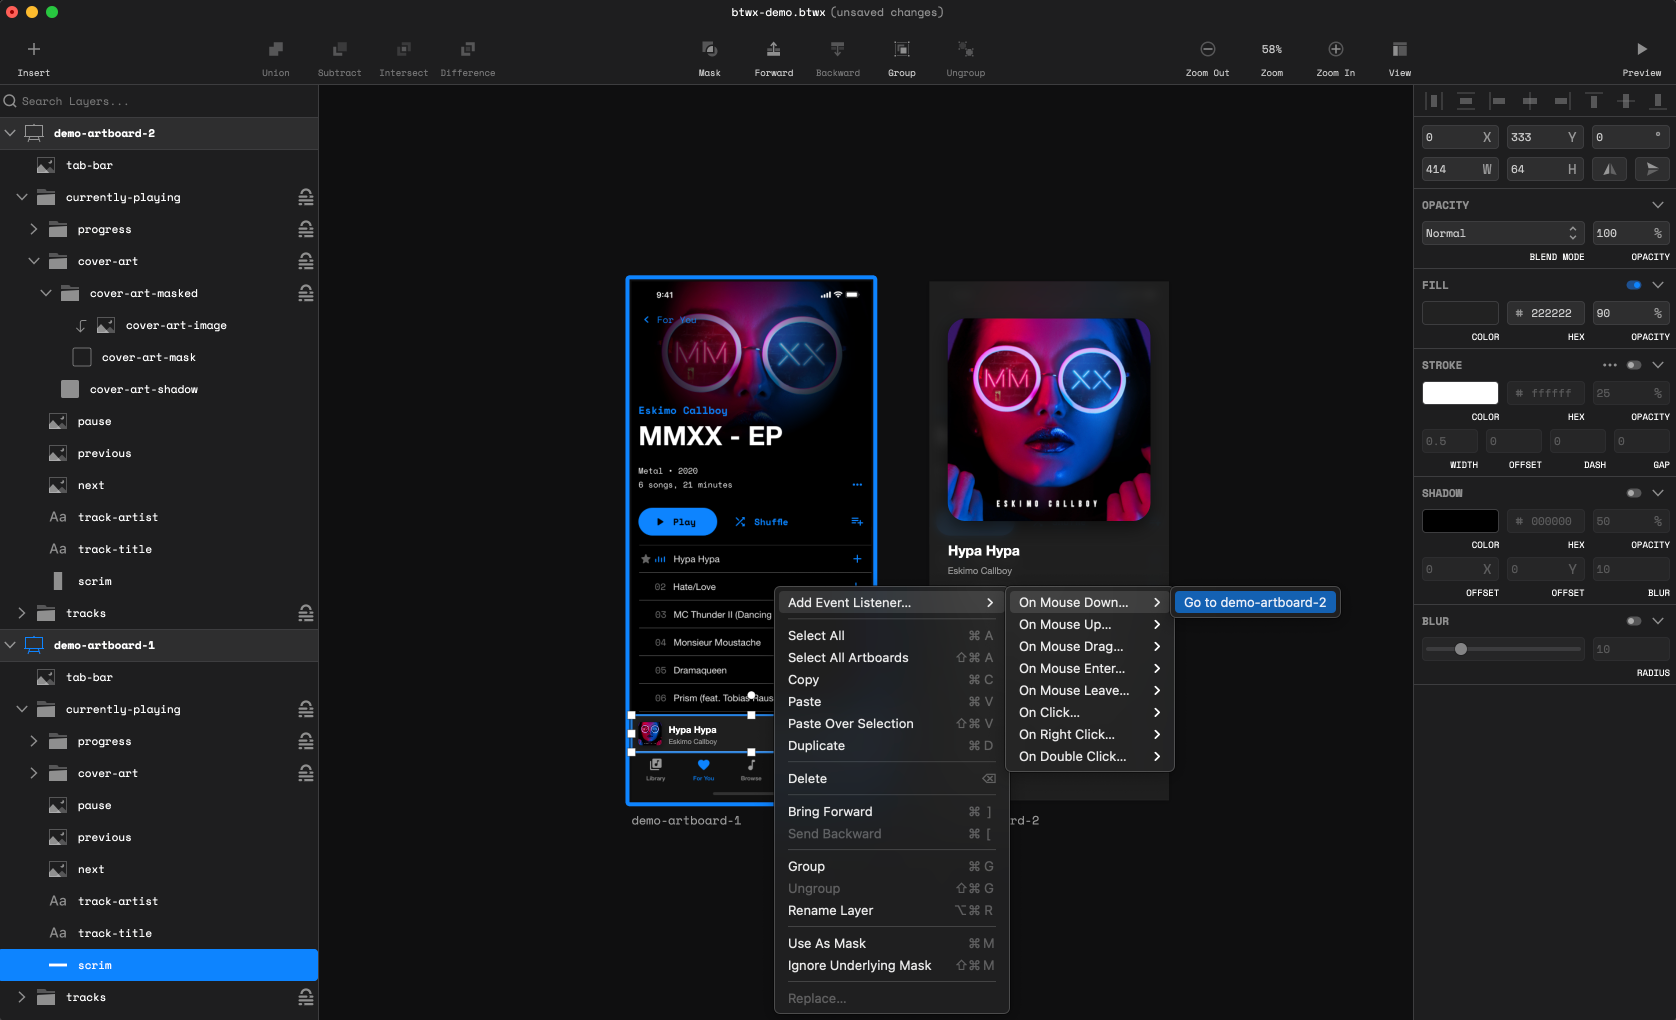 btwx-demo.btwx (unsaved changes)
Insert
Union
Subtract
Intersect
Difference
Mask
Forward
Backward
Group
Ungroup
Zoom Out
58%
Zoom
Zoom In
View
Preview
Search Layers...
demo-artboard-2
tab-bar
currently-playing
progress
cover-art
cover-art-masked
cover-art-image
cover-art-mask
cover-art-shadow
pause
previous
next
Aa track-artist
Aa track-title
scrim
tracks
demo-artboard-1
tab-bar
currently-playing
progress
cover-art
pause
previous
next
Aa track-artist
Aa track-title
scrim
tracks
9:41
For You
MM XX
Eskimo Callboy
MMXX - EP
Metal • 2020
6 songs, 21 minutes
Play
Shuffle
Hypa Hypa
02 Hate/Love
03 MC Thunder II (Dancing
04 Monsieur Moustache
05 Dramaqueen
06 Prism (feat. Tobias Raus
Hypa Hypa
Eskimo Callboy
Library
For You
Browse
demo-artboard-1
MM XX
ESKIMO CALLBOY
Hypa Hypa
Eskimo Callboy
rd-2
Add Event Listener...
Select All ⌘ A
Select All Artboards ⇧⌘ A
Copy ⌘ C
Paste ⌘ V
Paste Over Selection ⇧⌘ V
Duplicate ⌘ D
Delete ⌫
Bring Forward ⌘ ]
Send Backward ⌘ [
Group ⌘ G
Ungroup ⇧⌘ G
Rename Layer ⌥⌘ R
Use As Mask ⌘ M
Ignore Underlying Mask ⇧⌘ M
Replace...
On Mouse Down...
On Mouse Up...
On Mouse Drag...
On Mouse Enter...
On Mouse Leave...
On Click...
On Right Click...
On Double Click...
Go to demo-artboard-2
0 X 333 Y 0 °
414 W 64 H
OPACITY
Normal 100 %
BLEND MODE OPACITY
FILL
# 222222 90 %
COLOR HEX OPACITY
STROKE
# ffffff 25 %
COLOR HEX OPACITY
0.5 0 0 0
WIDTH OFFSET DASH GAP
SHADOW
# 000000 50 %
COLOR HEX OPACITY
0 X 0 Y 10
OFFSET OFFSET BLUR
BLUR
10
RADIUS